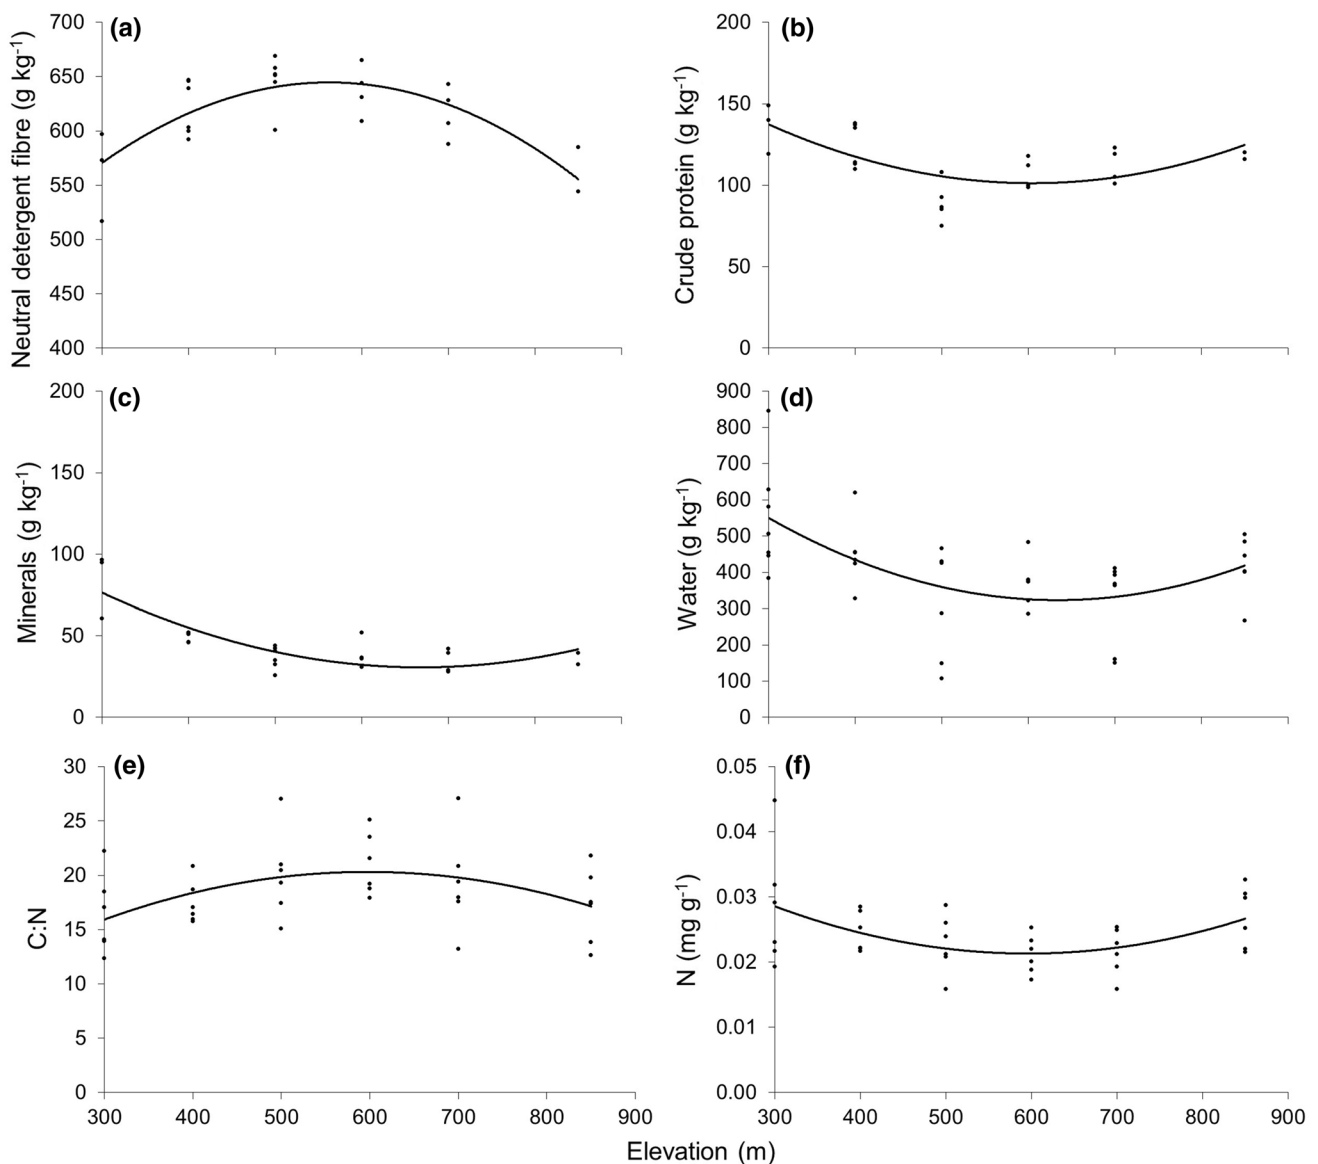 (a)
Neutral detergent fibre (g kg⁻¹)
700
650
600
550
500
450
400
(b)
Crude protein (g kg⁻¹)
200
150
100
50
0
(c)
Minerals (g kg⁻¹)
200
150
100
50
0
(d)
Water (g kg⁻¹)
900
800
700
600
500
400
300
200
100
0
(e)
C:N
30
25
20
15
10
5
0
300 400 500 600 700 800 900
(f)
N (mg g⁻¹)
0.05
0.04
0.03
0.02
0.01
0.00
300 400 500 600 700 800 900
Elevation (m)